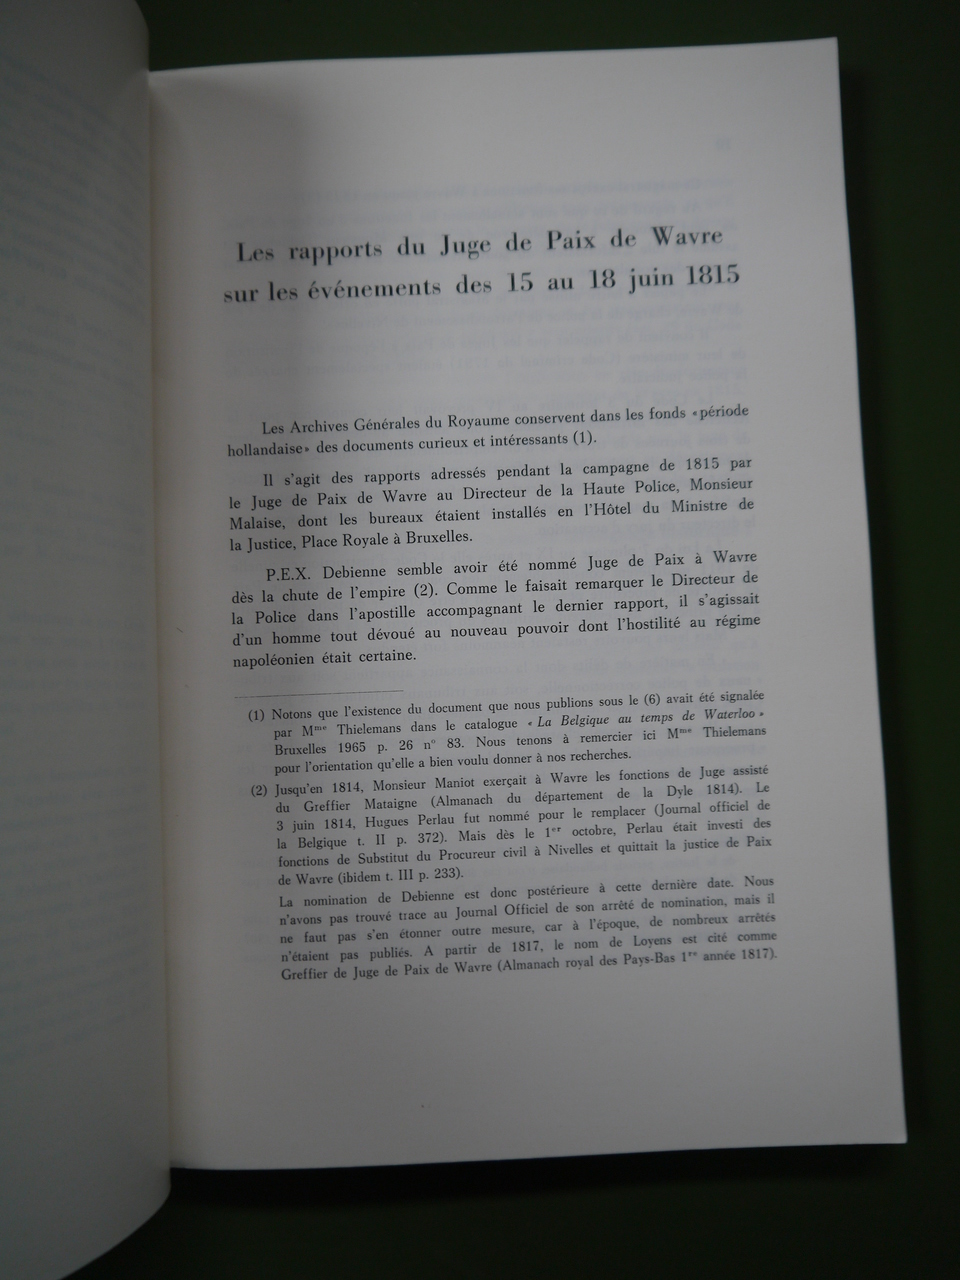 Les rapports du Juge de Paix de Wavre
sur les événements des 15 au 18 juin 1815
Les Archives Générales du Royaume conservent dans les fonds «période
hollandaise» des documents curieux et intéressants (1).
Il s'agit des rapports adressés pendant la campagne de 1815 par
le Juge de Paix de Wavre au Directeur de la Haute Police, Monsieur
Malaise, dont les bureaux étaient installés en l'Hôtel du Ministre de
la Justice, Place Royale à Bruxelles.
P.E.X. Debienne semble avoir été nommé Juge de Paix à Wavre
dès la chute de l'empire (2). Comme le faisait remarquer le Directeur de
la Police dans l'apostille accompagnant le dernier rapport, il s'agissait
d'un homme tout dévoué au nouveau pouvoir dont l'hostilité au régime
napoléonien était certaine.
(1) Notons que l'existence du document que nous publions sous le (6) avait été signalée
par Mme Thielemans dans le catalogue « La Belgique au temps de Waterloo »
Bruxelles 1965 p. 26 n° 83. Nous tenons à remercier ici Mme Thielemans
pour l'orientation qu'elle a bien voulu donner à nos recherches.
(2) Jusqu'en 1814, Monsieur Maniot exerçait à Wavre les fonctions de Juge assisté
du Greffier Mataigne (Almanach du département de la Dyle 1814). Le
3 juin 1814, Hugues Perlau fut nommé pour le remplacer (Journal officiel de
la Belgique t. II p. 372). Mais dès le 1er octobre, Perlau était investi des
fonctions de Substitut du Procureur civil à Nivelles et quittait la justice de Paix
de Wavre (ibidem t. III p. 233).
La nomination de Debienne est donc postérieure à cette dernière date. Nous
n'avons pas trouvé trace au Journal Officiel de son arrêté de nomination, mais il
ne faut pas s'en étonner outre mesure, car à l'époque, de nombreux arrêtés
n'étaient pas publiés. A partir de 1817, le nom de Loyens est cité comme
Greffier de Juge de Paix de Wavre (Almanach royal des Pays-Bas 1re année 1817).